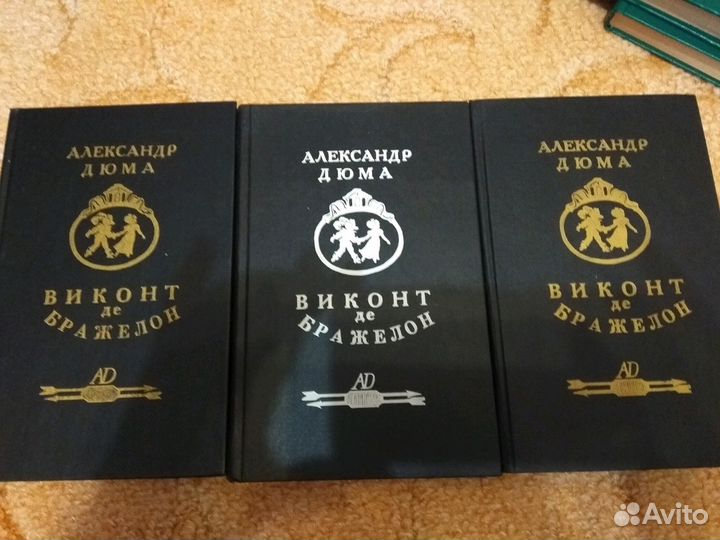 АЛЕКСАНДР
ДЮМА
ВИКОНТ
де
БРАЖЕЛОН
AD
АЛЕКСАНДР
ДЮМА
ВИКОНТ
де
БРАЖЕЛОН
AD
АЛЕКСАНДР
ДЮМА
ВИКОНТ
де
БРАЖЕЛОН
AD
Avito